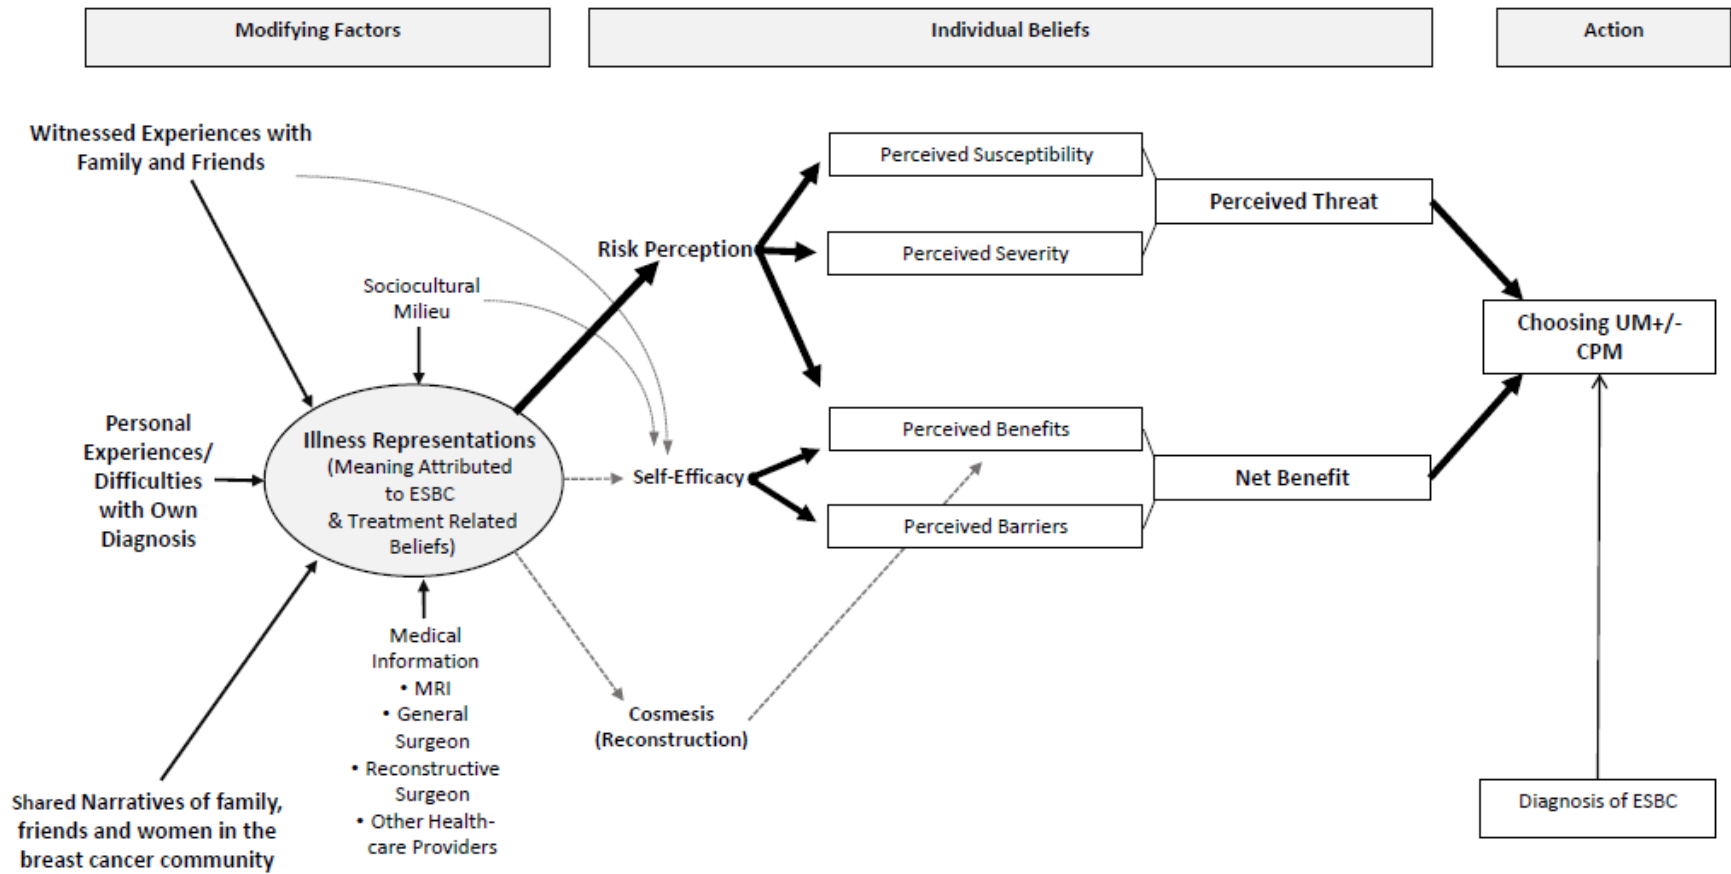 Modifying Factors
Individual Beliefs
Action
Witnessed Experiences with
Family and Friends
Sociocultural
Milieu
Personal
Experiences/
Difficulties
with Own
Diagnosis
Illness Representations
(Meaning Attributed
to ESBC
& Treatment Related
Beliefs)
Medical
Information
• MRI
• General
Surgeon
• Reconstructive
Surgeon
• Other Health-
care Providers
Shared Narratives of family,
friends and women in the
breast cancer community
Risk Perception
Self-Efficacy
Cosmesis
(Reconstruction)
Perceived Susceptibility
Perceived Severity
Perceived Benefits
Perceived Barriers
Perceived Threat
Net Benefit
Choosing UM+/-
CPM
Diagnosis of ESBC